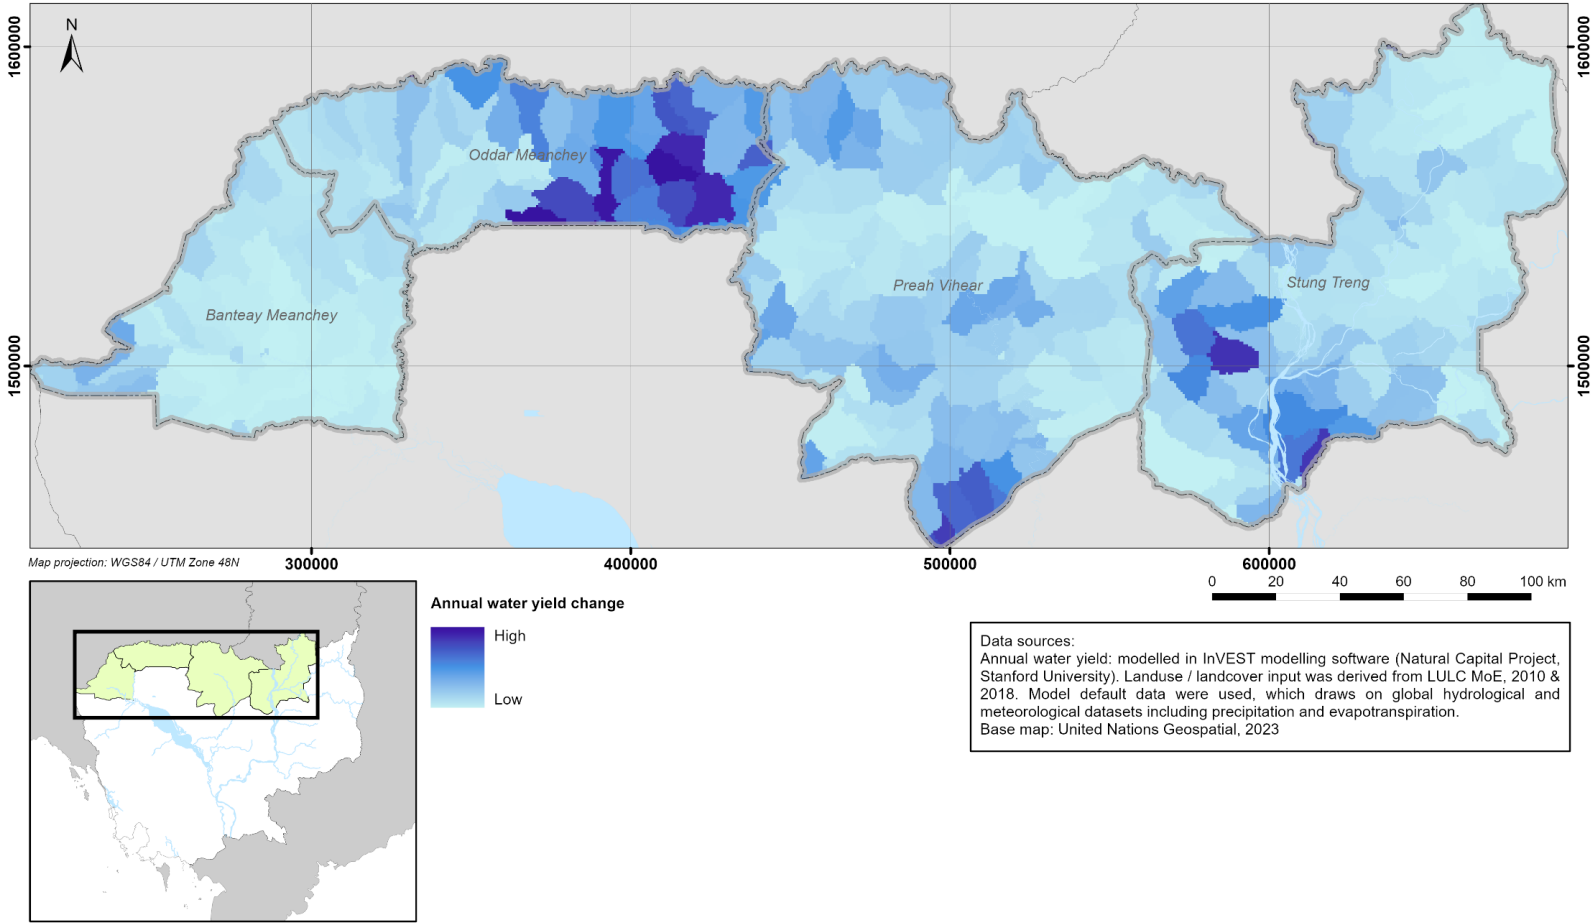 N
1600000
1600000
Oddar Meanchey
Preah Vihear
Stung Treng
Banteay Meanchey
1500000
1500000
300000
400000
500000
600000
Map projection: WGS84 / UTM Zone 48N
0 20 40 60 80 100 km
Annual water yield change
High
Low
Data sources:
Annual water yield: modelled in InVEST modelling software (Natural Capital Project,
Stanford University). Landuse / landcover input was derived from LULC MoE, 2010 &
2018. Model default data were used, which draws on global hydrological and
meteorological datasets including precipitation and evapotranspiration.
Base map: United Nations Geospatial, 2023